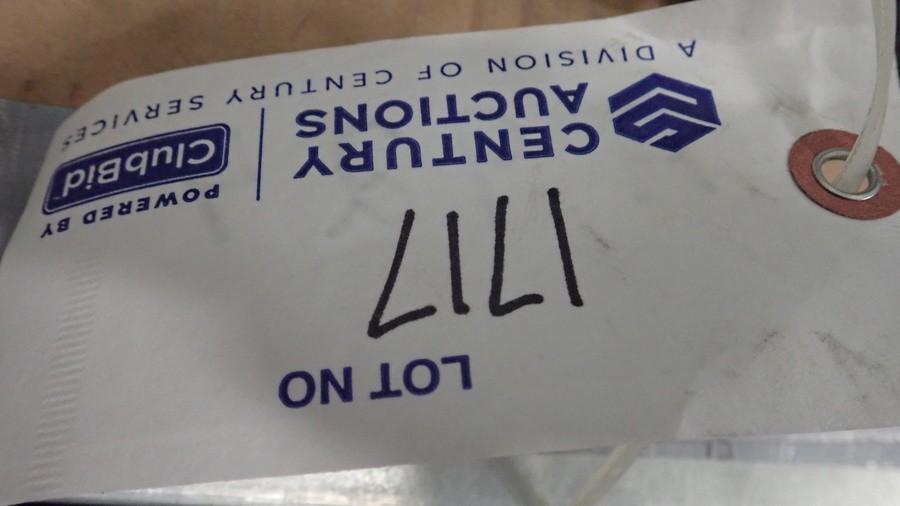 LOT NO
1717
CENTURY
AUCTIONS
POWERED BY
ClubBid
A DIVISION OF CENTURY SERVICES